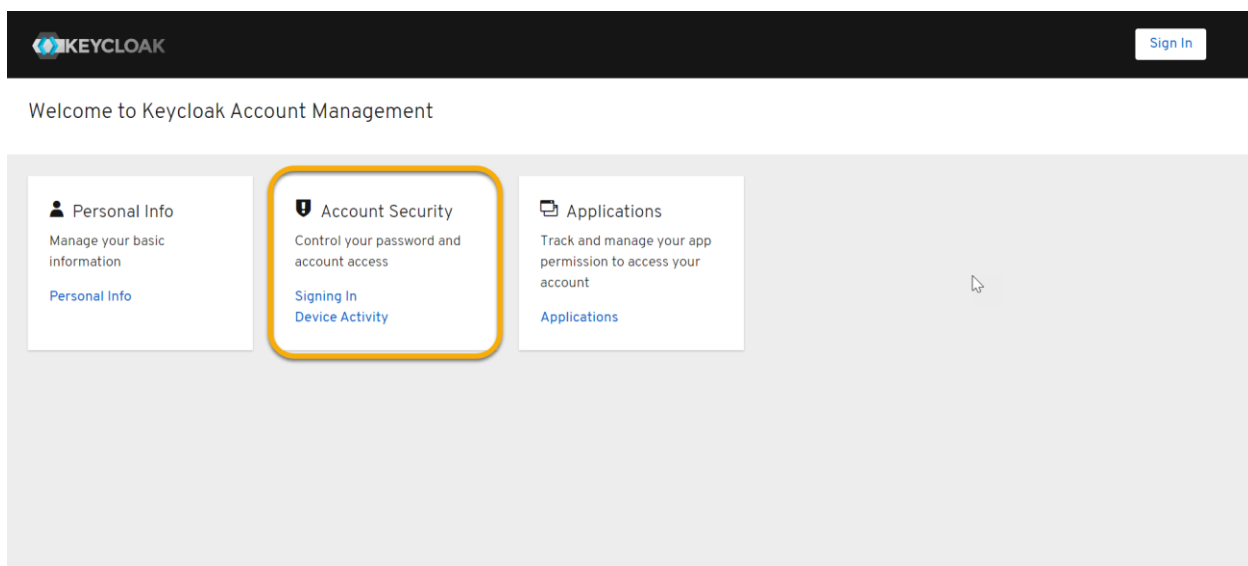 KEYCLOAK
Sign In
Welcome to Keycloak Account Management
Personal Info
Manage your basic
information
Personal Info
Account Security
Control your password and
account access
Signing In
Device Activity
Applications
Track and manage your app
permission to access your
account
Applications